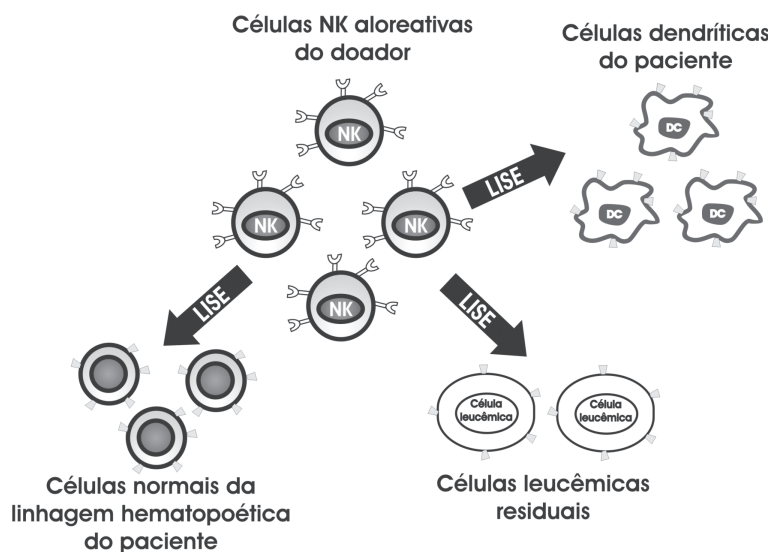 Células NK aloreativas
do doador
Células dendríticas
do paciente
NK
DC
LISE
DC
DC
NK
NK
NK
LISE
LISE
Célula
leucêmica
Célula
leucêmica
Células normais da
linhagem hematopoética
do paciente
Células leucêmicas
residuais